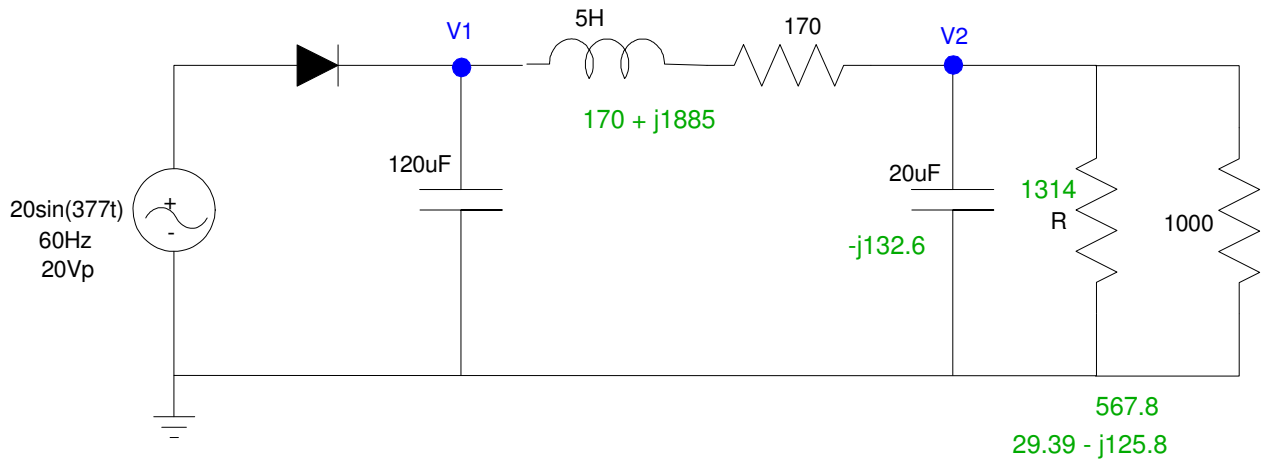 5H
170
V1
V2
170 + j1885
120uF
20uF
1314
R
1000
20sin(377t)
60Hz
20Vp
+
-
-j132.6
567.8
29.39 - j125.8